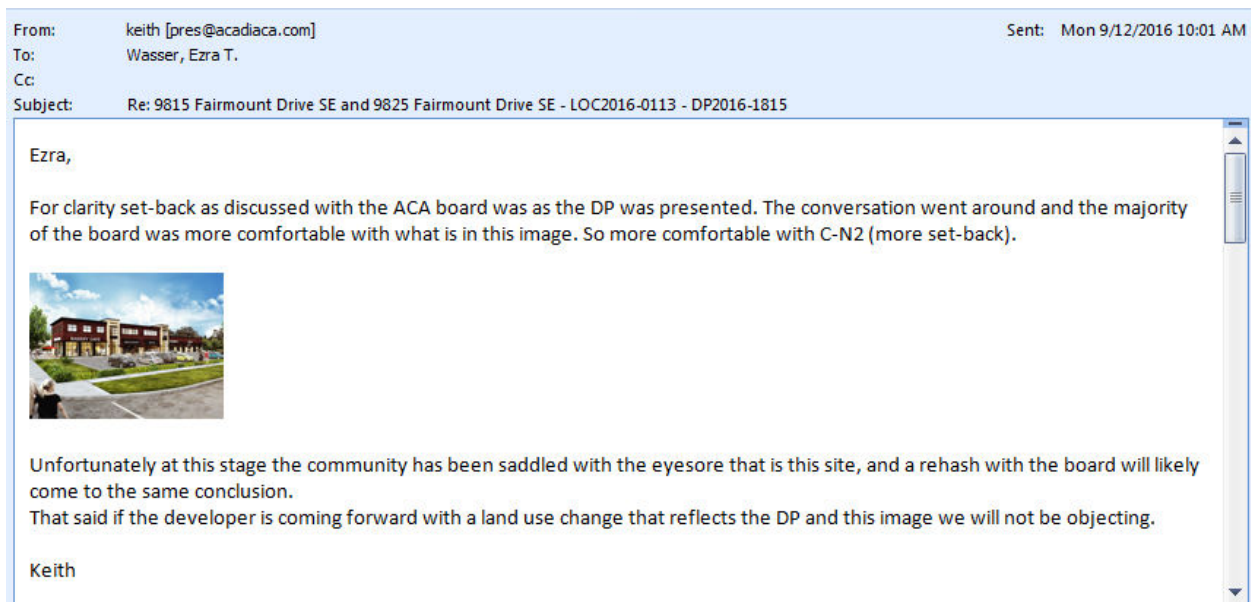 From: keith [pres@acadiaca.com] Sent: Mon 9/12/2016 10:01 AM
To: Wasser, Ezra T.
Cc:
Subject: Re: 9815 Fairmount Drive SE and 9825 Fairmount Drive SE - LOC2016-0113 - DP2016-1815
Ezra,
For clarity set-back as discussed with the ACA board was as the DP was presented. The conversation went around and the majority
of the board was more comfortable with what is in this image. So more comfortable with C-N2 (more set-back).
Unfortunately at this stage the community has been saddled with the eyesore that is this site, and a rehash with the board will likely
come to the same conclusion.
That said if the developer is coming forward with a land use change that reflects the DP and this image we will not be objecting.
Keith